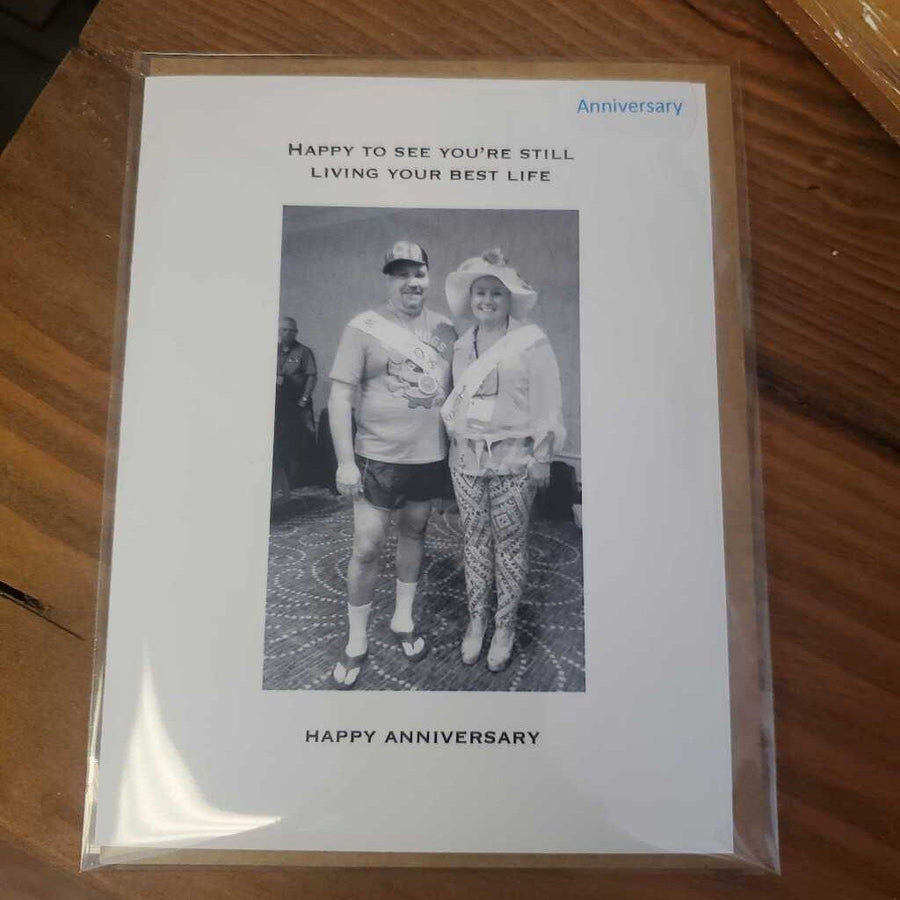 Anniversary
HAPPY TO SEE YOU'RE STILL
LIVING YOUR BEST LIFE
HAPPY ANNIVERSARY